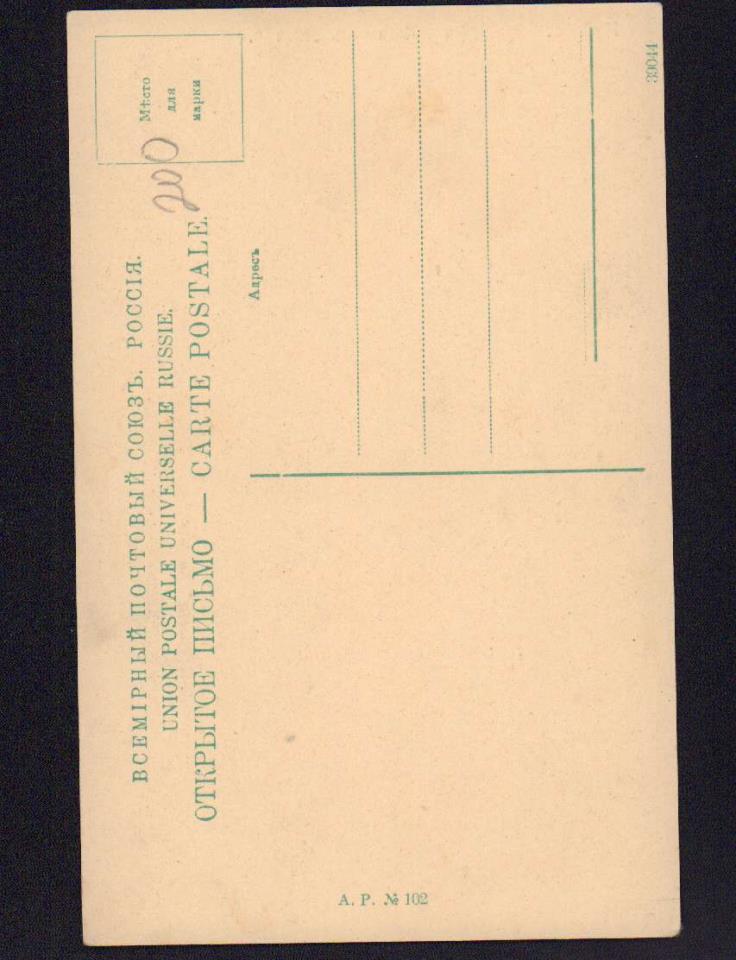 ВСЕМІРНЫЙ ПОЧТОВЫЙ СОЮЗЪ. РОССІЯ.
UNION POSTALE UNIVERSELLE RUSSIE.
ОТКРЫТОЕ ПИСЬМО — CARTE POSTALE.
Мѣсто
для
марки
200
Адресъ
39044
А. Р. № 102